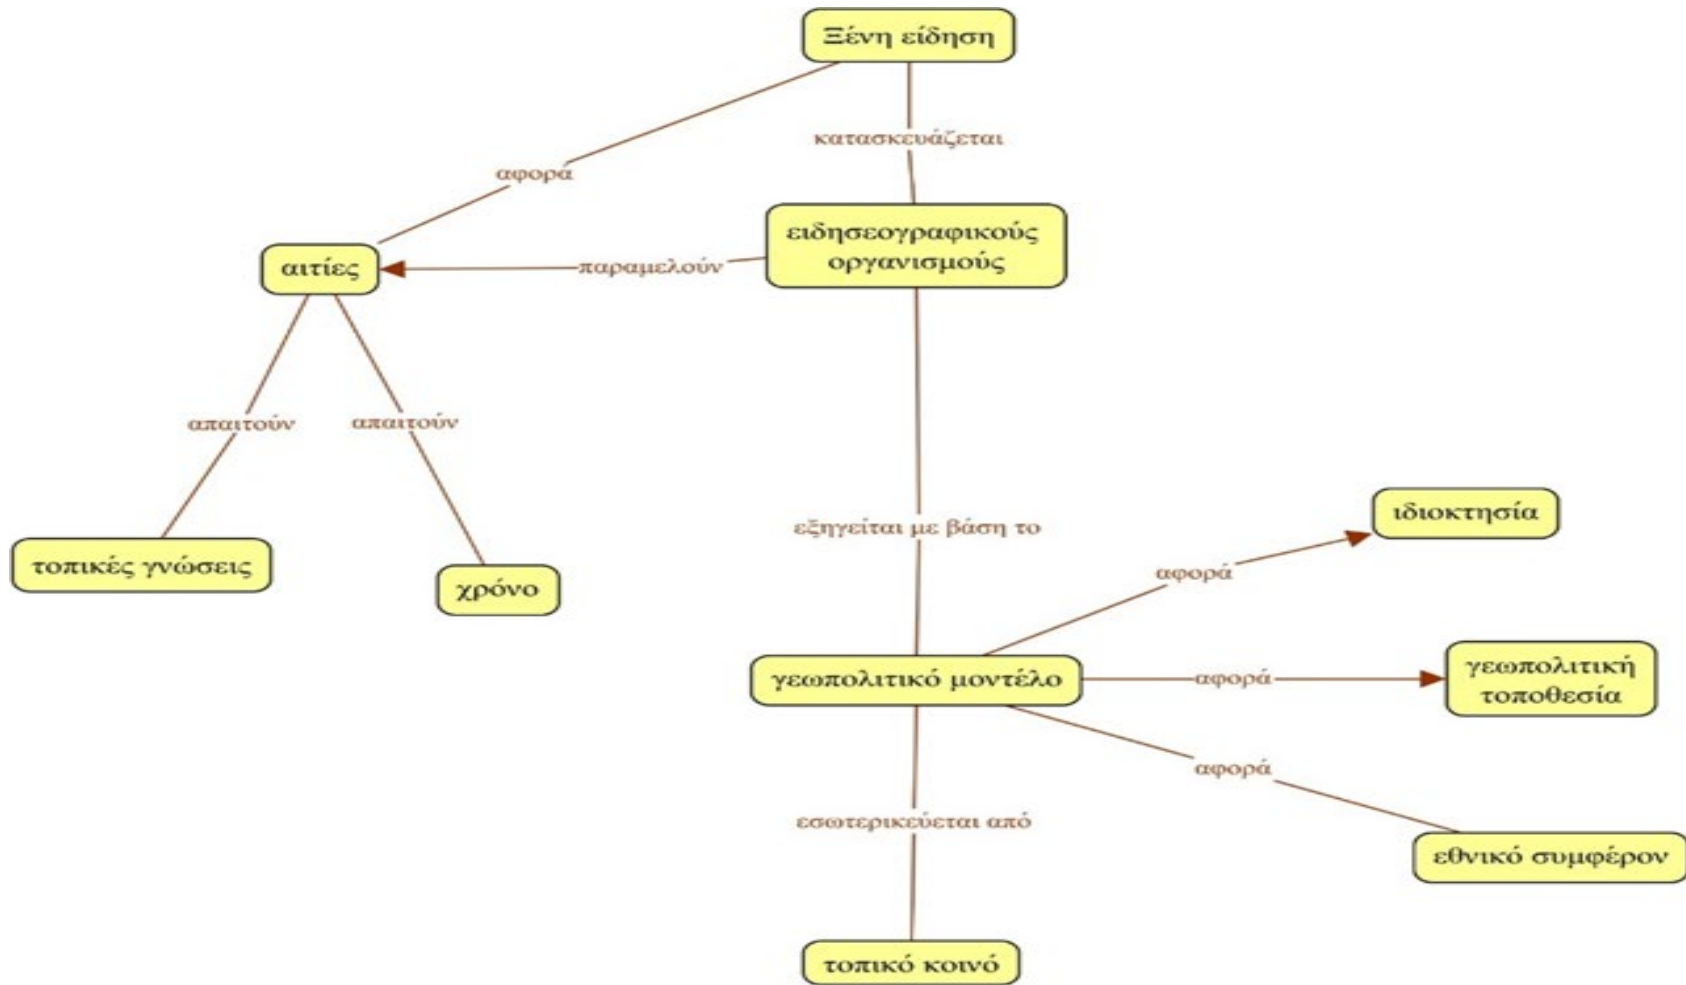 Ξένη είδηση
κατασκευάζεται
αφορά
ειδησεογραφικούς
οργανισμούς
αιτίες
παραμελούν
απαιτούν
απαιτούν
τοπικές γνώσεις
χρόνο
εξηγείται με βάση το
ιδιοκτησία
αφορά
γεωπολιτικό μοντέλο
αφορά
γεωπολιτική
τοποθεσία
αφορά
εσωτερικεύεται από
εθνικό συμφέρον
τοπικό κοινό